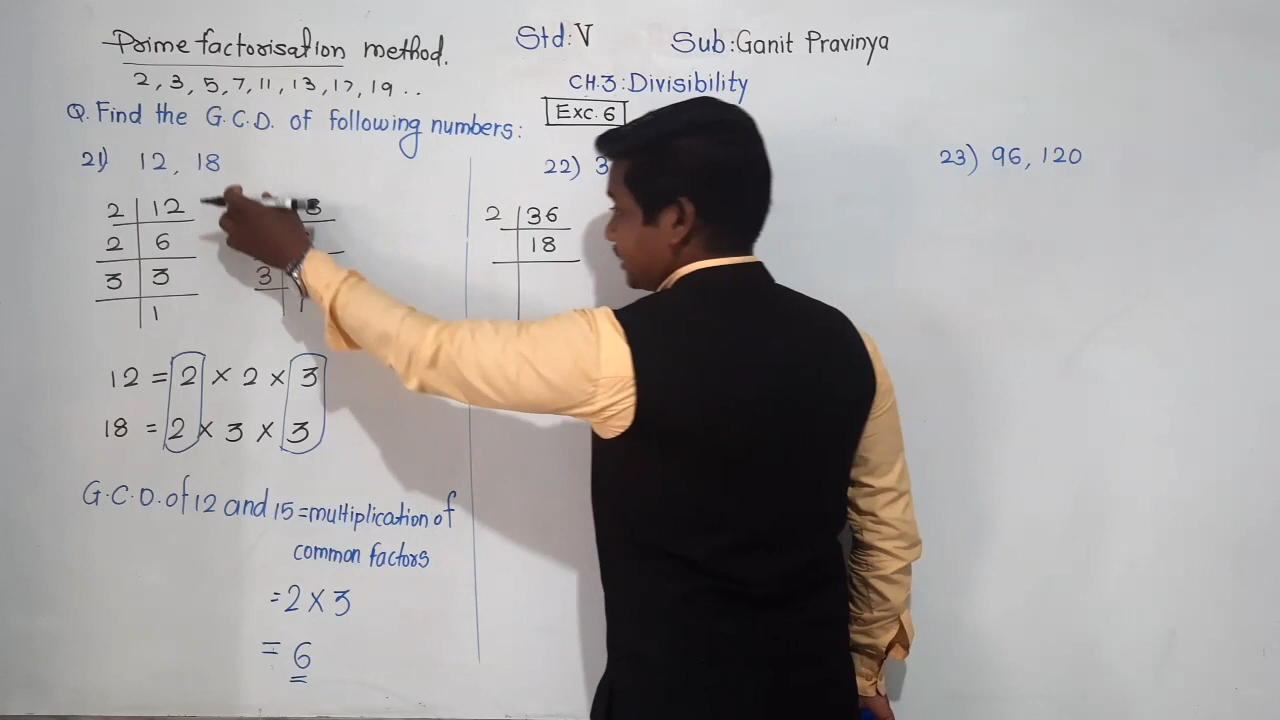 Prime factorisation method.
2, 3, 5, 7, 11, 13, 17, 19 ..
Std: V
Sub: Ganit Pravinya
CH.3: Divisibility
Exc. 6
Q. Find the G.C.D. of following numbers:
21) 12, 18
2 | 12
2 | 6
3 | 3
1
3
12 = 2 × 2 × 3
18 = 2 × 3 × 3
G.C.D. of 12 and 15 = multiplication of
common factors
= 2 × 3
= 6
22) 3
2 | 36
18
23) 96, 120